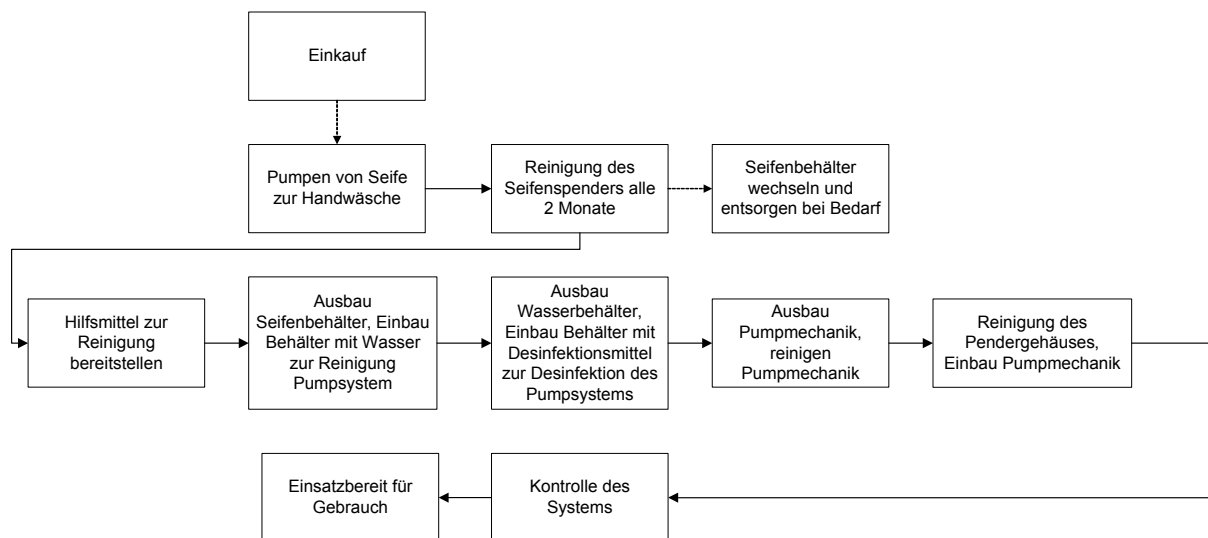 Einkauf
Pumpen von Seife
zur Handwäsche
Reinigung des
Seifenspenders alle
2 Monate
Seifenbehälter
wechseln und
entsorgen bei Bedarf
Hilfsmittel zur
Reinigung
bereitstellen
Ausbau
Seifenbehälter, Einbau
Behälter mit Wasser
zur Reinigung
Pumpsystem
Ausbau
Wasserbehälter,
Einbau Behälter mit
Desinfektionsmittel
zur Desinfektion des
Pumpsystems
Ausbau
Pumpmechanik,
reinigen
Pumpmechanik
Reinigung des
Pendergehäuses,
Einbau Pumpmechanik
Einsatzbereit für
Gebrauch
Kontrolle des
Systems